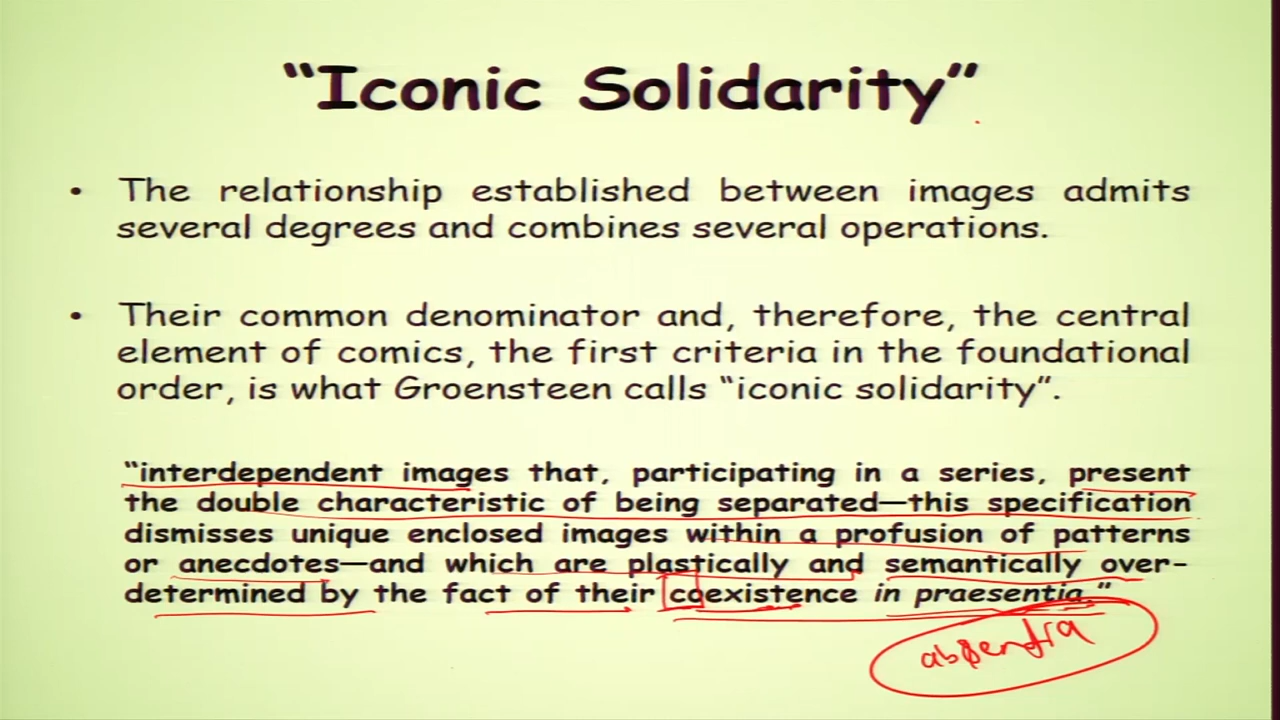 “Iconic Solidarity”
• The relationship established between images admits
several degrees and combines several operations.
• Their common denominator and, therefore, the central
element of comics, the first criteria in the foundational
order, is what Groensteen calls “iconic solidarity”.
“interdependent images that, participating in a series, present
the double characteristic of being separated—this specification
dismisses unique enclosed images within a profusion of patterns
or anecdotes—and which are plastically and semantically over-
determined by the fact of their coexistence in praesentia.”
absentia